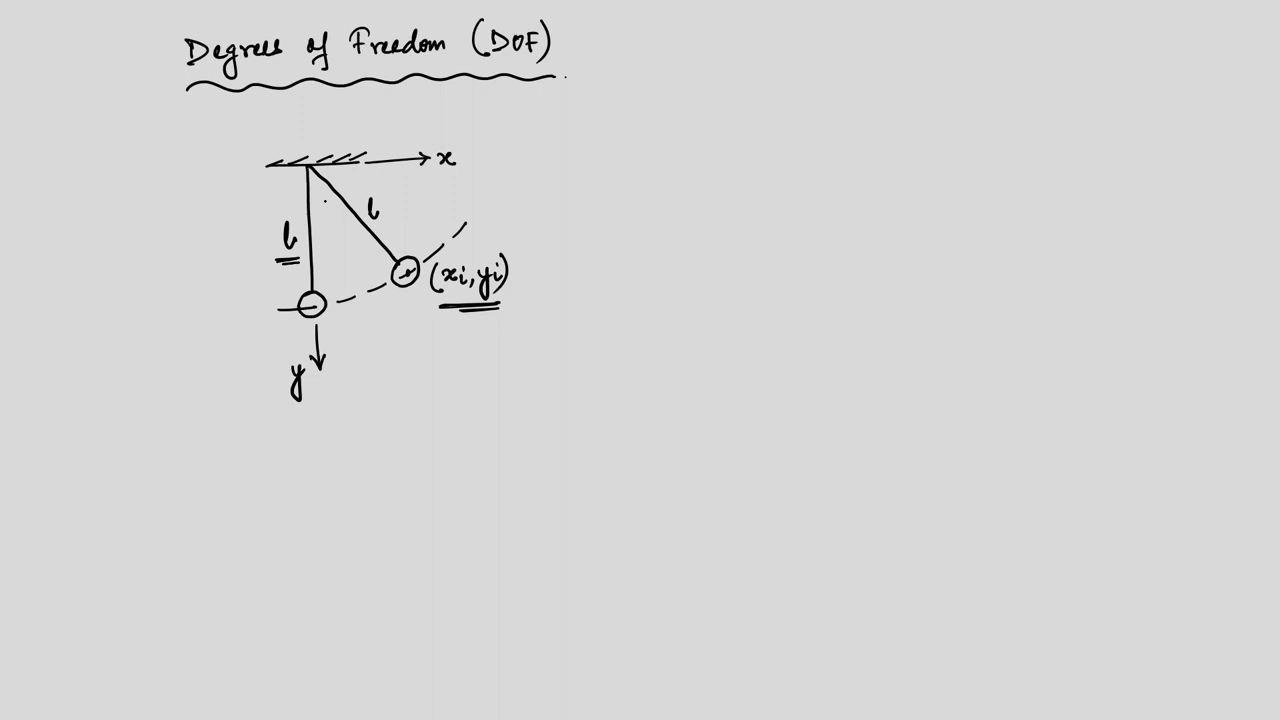 Degrees of Freedom (DOF)
x
l
l
(xi, yi)
y